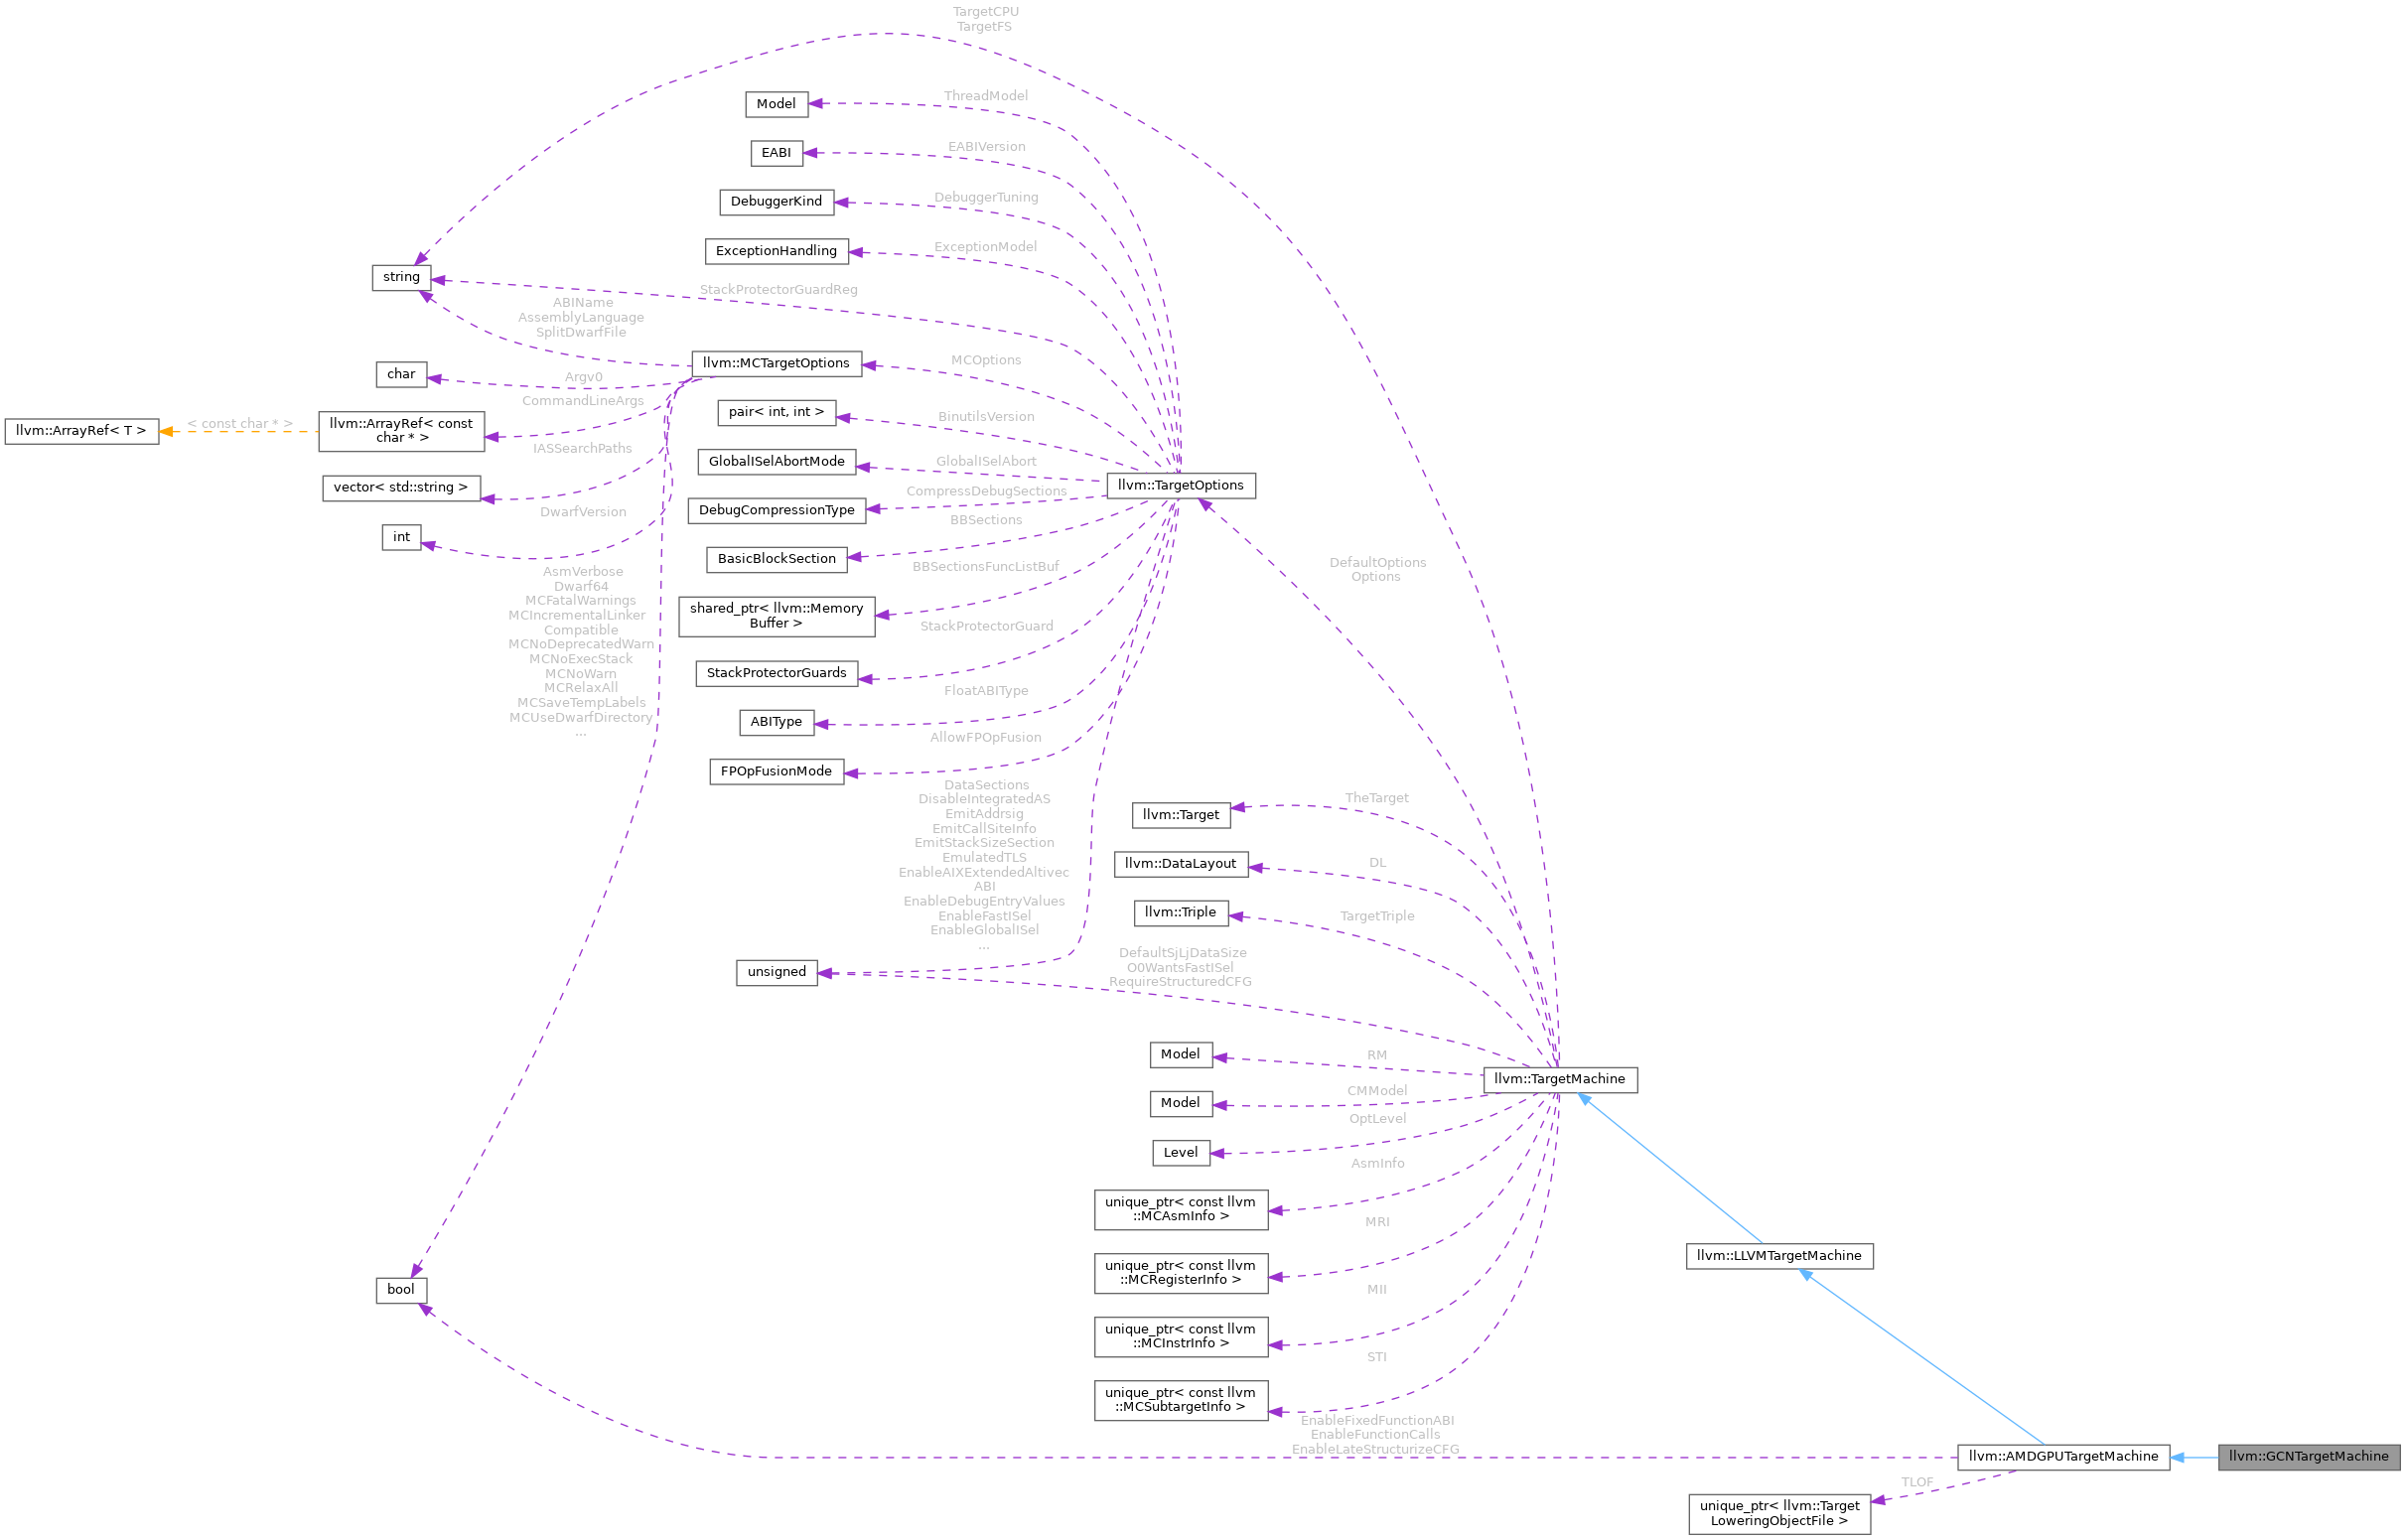 TargetCPU
TargetFS
Model
ThreadModel
EABI
EABIVersion
DebuggerKind
DebuggerTuning
ExceptionHandling
ExceptionModel
string
StackProtectorGuardReg
ABIName
AssemblyLanguage
SplitDwarfFile
llvm::MCTargetOptions
MCOptions
char
Argv0
CommandLineArgs
llvm::ArrayRef< T >
< const char * >
llvm::ArrayRef< const
char * >
pair< int, int >
BinutilsVersion
IASSearchPaths
GlobalISelAbortMode
GlobalISelAbort
vector< std::string >
llvm::TargetOptions
DebugCompressionType
CompressDebugSections
DwarfVersion
int
BBSections
BasicBlockSection
DefaultOptions
Options
BBSectionsFuncListBuf
shared_ptr< llvm::Memory
Buffer >
AsmVerbose
Dwarf64
MCFatalWarnings
MCIncrementalLinker
Compatible
MCNoDeprecatedWarn
MCNoExecStack
MCNoWarn
MCRelaxAll
MCSaveTempLabels
MCUseDwarfDirectory
...
StackProtectorGuard
StackProtectorGuards
FloatABIType
ABIType
AllowFPOpFusion
FPOpFusionMode
DataSections
DisableIntegratedAS
EmitAddrsig
EmitCallSiteInfo
EmitStackSizeSection
EmulatedTLS
EnableAIXExtendedAltivec
ABI
EnableDebugEntryValues
EnableFastISel
EnableGlobalISel
...
TheTarget
llvm::Target
DL
llvm::DataLayout
TargetTriple
llvm::Triple
unsigned
DefaultSjLjDataSize
O0WantsFastISel
RequireStructuredCFG
Model
RM
llvm::TargetMachine
Model
CMModel
OptLevel
Level
AsmInfo
unique_ptr< const llvm
::MCAsmInfo >
MRI
unique_ptr< const llvm
::MCRegisterInfo >
llvm::LLVMTargetMachine
bool
MII
unique_ptr< const llvm
::MCInstrInfo >
STI
unique_ptr< const llvm
::MCSubtargetInfo >
EnableFixedFunctionABI
EnableFunctionCalls
EnableLateStructurizeCFG
llvm::AMDGPUTargetMachine
llvm::GCNTargetMachine
TLOF
unique_ptr< llvm::Target
LoweringObjectFile >